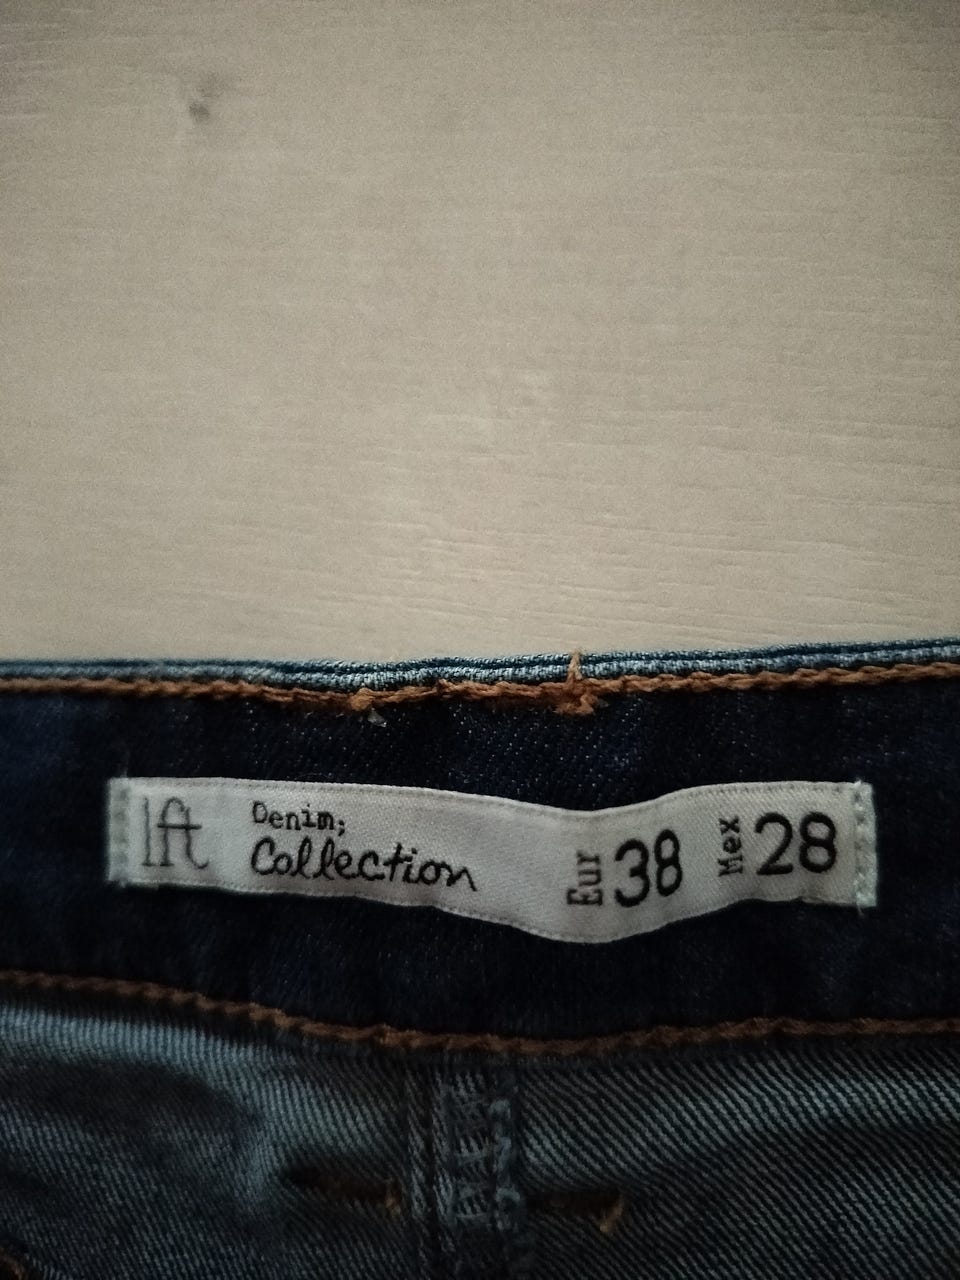 lft
Denim;
Collection
Eur 38
Mex 28